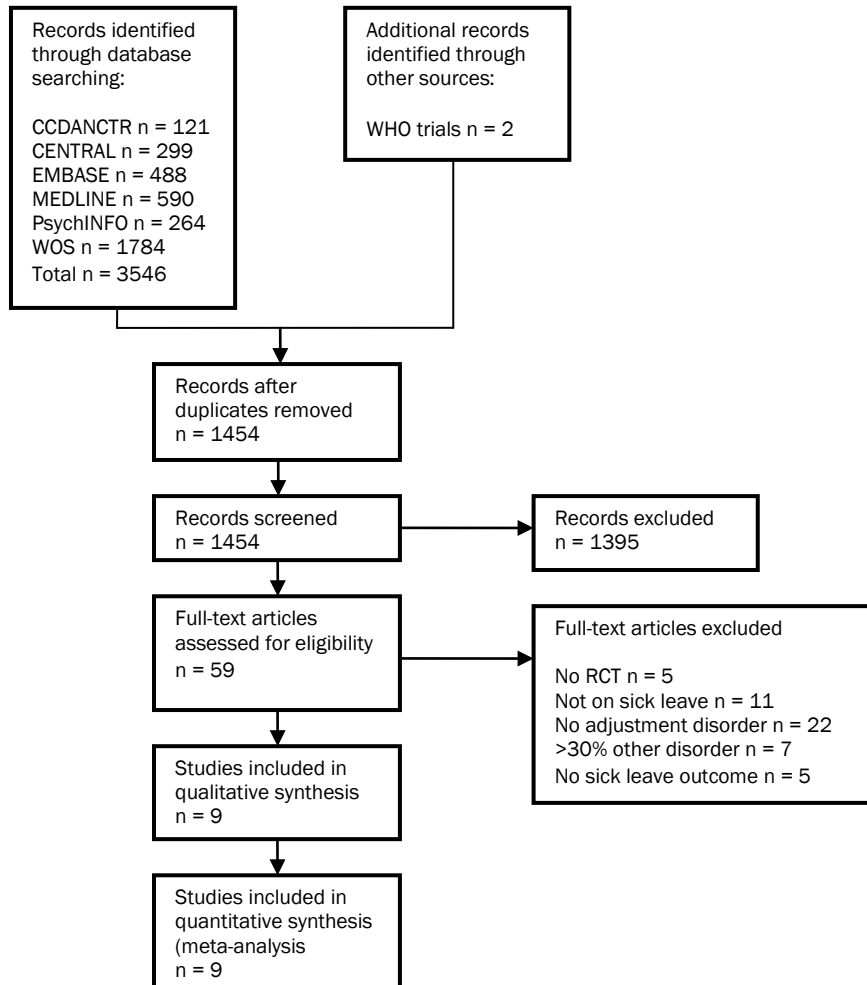 Records identified
through database
searching:
CCDANCTR n = 121
CENTRAL n = 299
EMBASE n = 488
MEDLINE n = 590
PsychINFO n = 264
WOS n = 1784
Total n = 3546
Additional records
identified through
other sources:
WHO trials n = 2
Records after
duplicates removed
n = 1454
Records screened
n = 1454
Records excluded
n = 1395
Full-text articles
assessed for eligibility
n = 59
Full-text articles excluded
No RCT n = 5
Not on sick leave n = 11
No adjustment disorder n = 22
>30% other disorder n = 7
No sick leave outcome n = 5
Studies included in
qualitative synthesis
n = 9
Studies included in
quantitative synthesis
(meta-analysis
n = 9